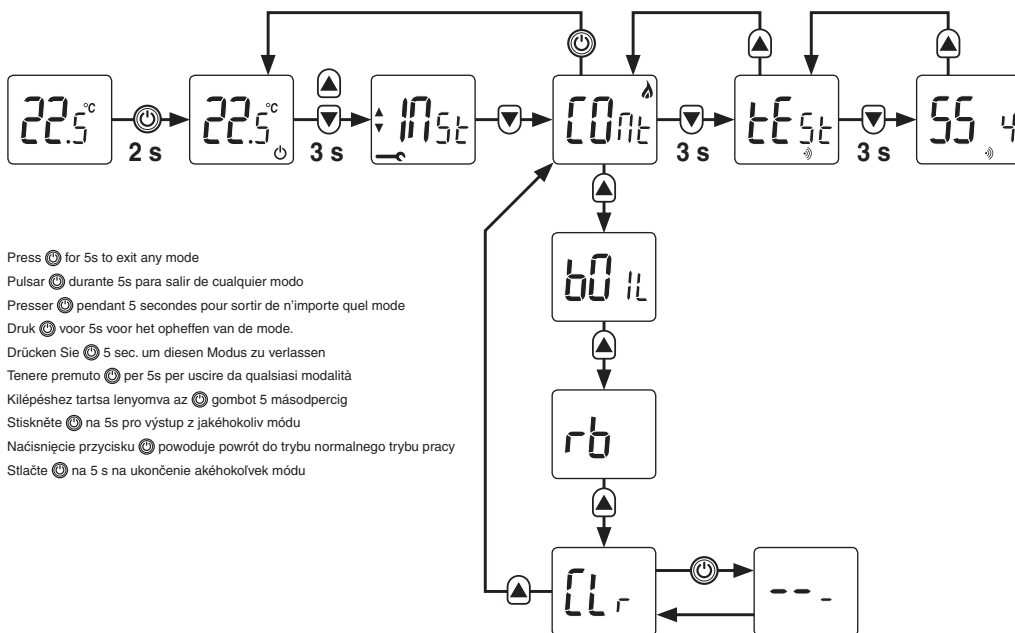 22.5 °C
2 s
22.5 °C
3 s
INSt
CONt
3 s
tESt
3 s
55 4
bOIL
Press for 5s to exit any mode
Pulsar durante 5s para salir de cualquier modo
Presser pendant 5 secondes pour sortir de n’importe quel mode
Druk voor 5s voor het opheffen van de mode.
Drücken Sie 5 sec. um diesen Modus zu verlassen
Tenere premuto per 5s per uscire da qualsiasi modalità
Kilépéshez tartsa lenyomva az gombot 5 másodpercig
Stiskněte na 5s pro výstup z jakéhokoliv módu
Naćisnięcie przycisku powoduje powrót do trybu normalnego trybu pracy
Stlačte na 5 s na ukončenie akéhokoľvek módu
rb
CLr
-- -